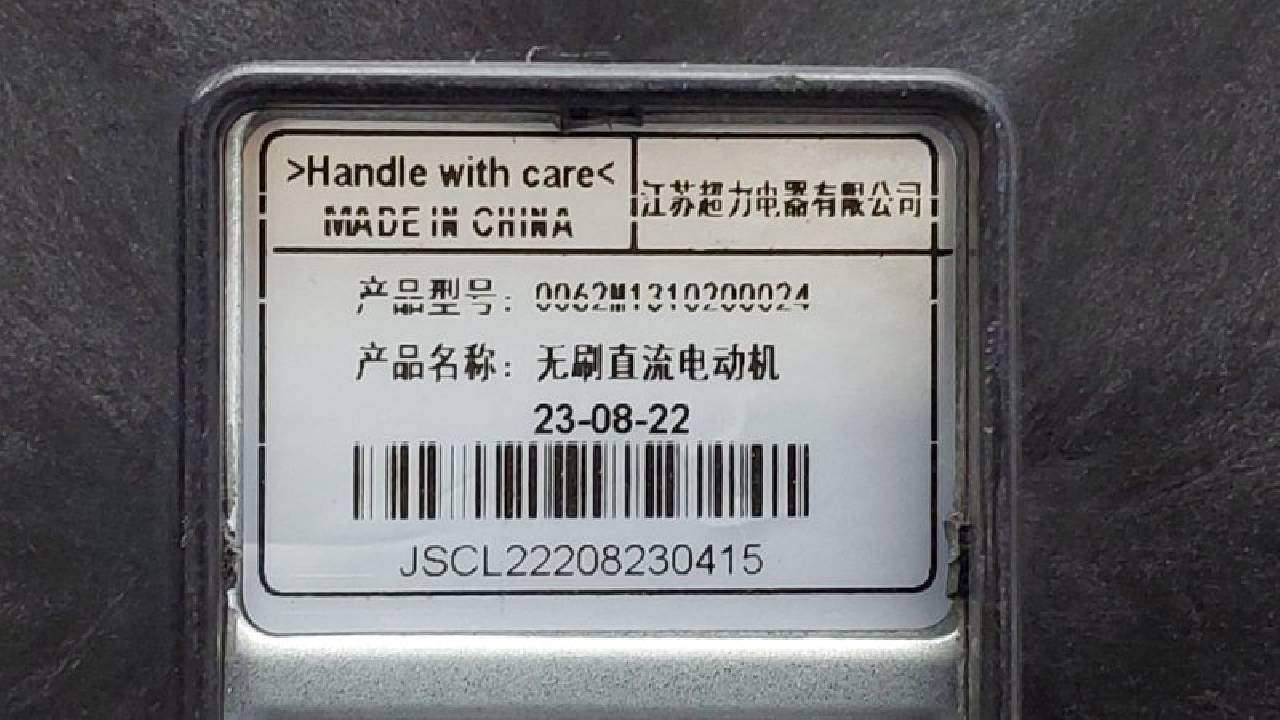 >Handle with care<
MADE IN CHINA
江苏超力电器有限公司
产品型号: 0062M1310200024
产品名称: 无刷直流电动机
23-08-22
JSCL22208230415